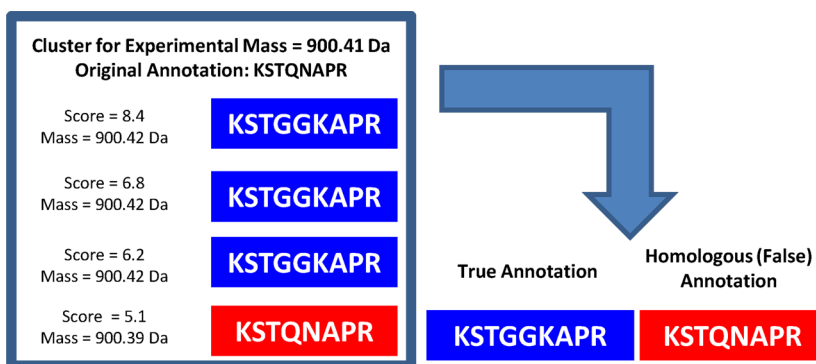 Cluster for Experimental Mass = 900.41 Da
Original Annotation: KSTQNAPR
Score = 8.4
Mass = 900.42 Da
KSTGGKAPR
Score = 6.8
Mass = 900.42 Da
KSTGGKAPR
Score = 6.2
Mass = 900.42 Da
KSTGGKAPR
Score = 5.1
Mass = 900.39 Da
KSTQNAPR
True Annotation
KSTGGKAPR
Homologous (False)
Annotation
KSTQNAPR